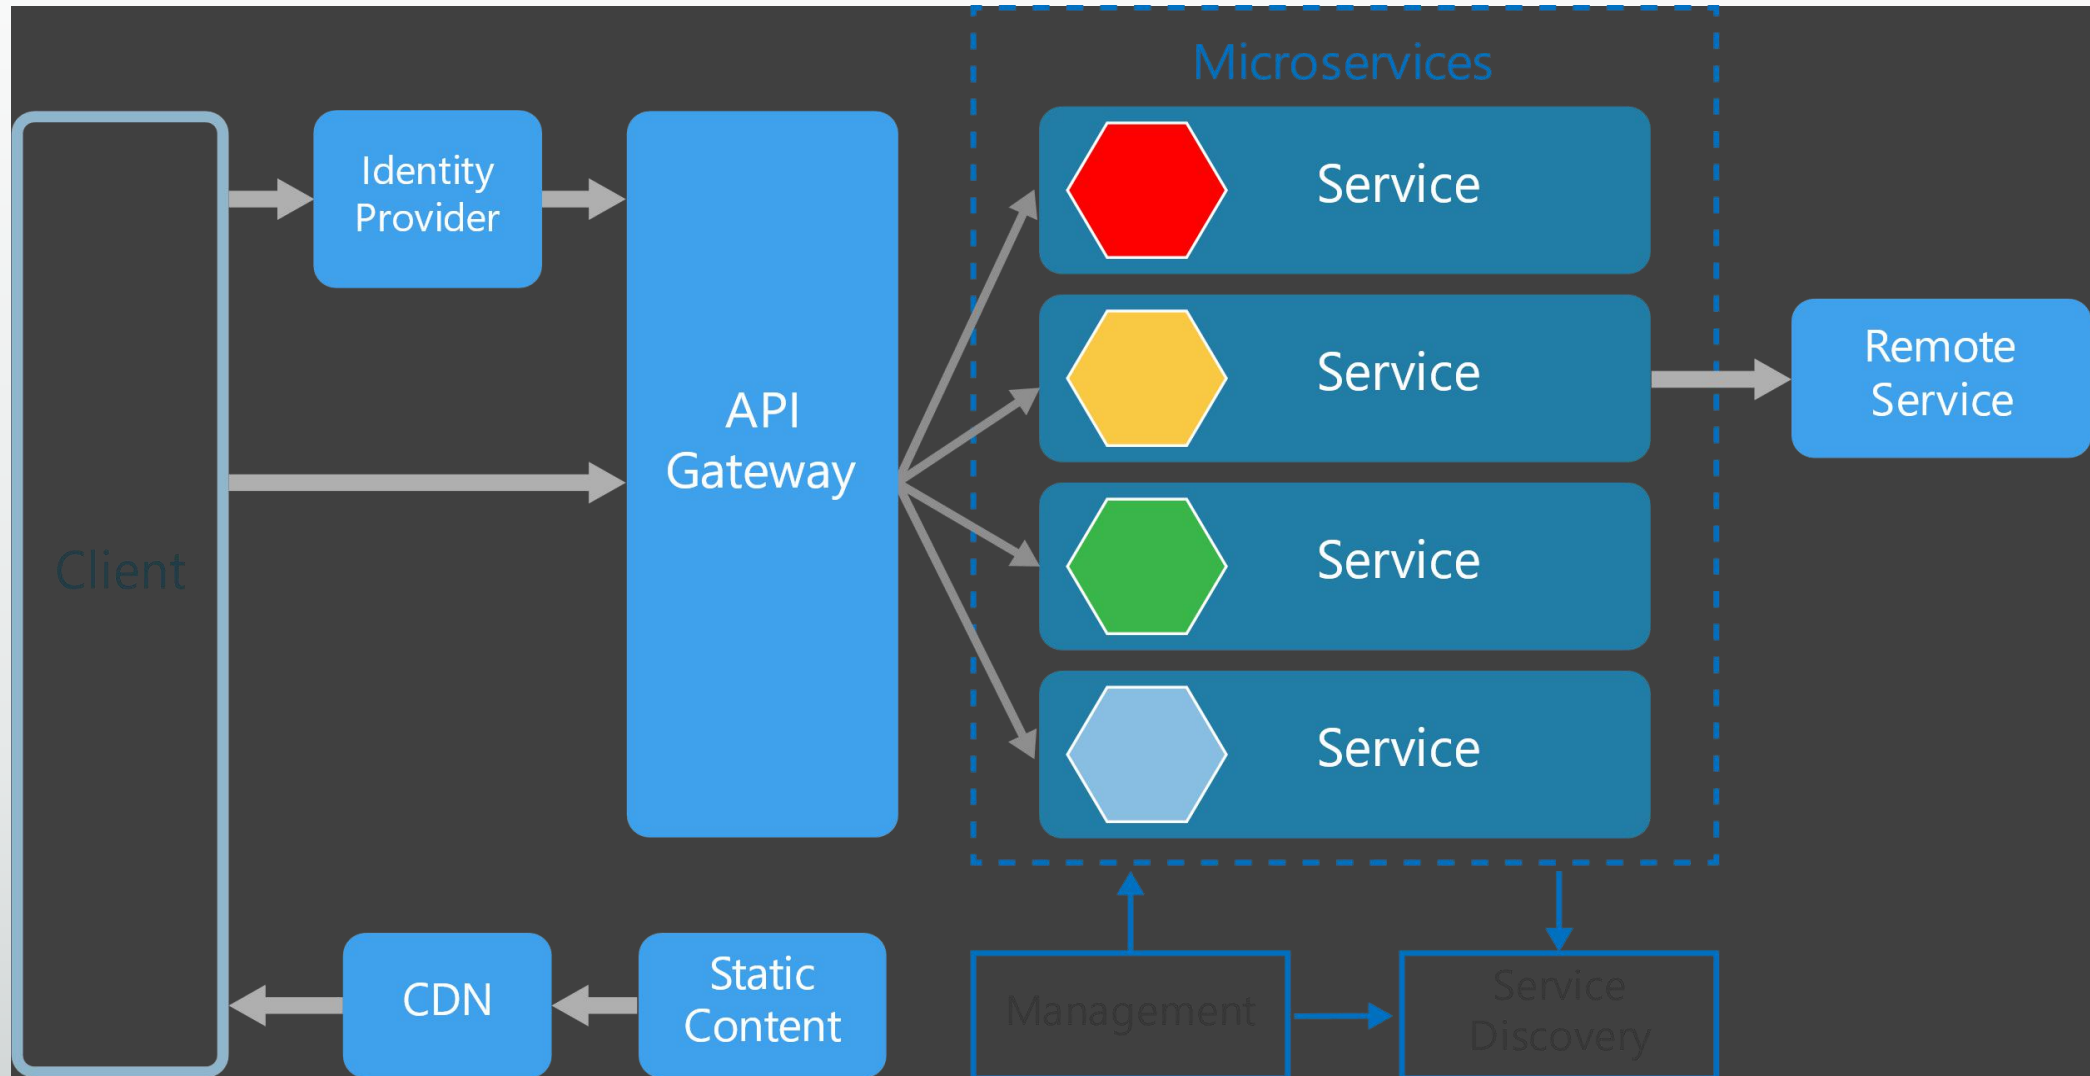 Microservices
Identity
Provider
Service
Service
Remote
Service
API
Gateway
Client
Service
Service
CDN
Static
Content
Management
Service
Discovery